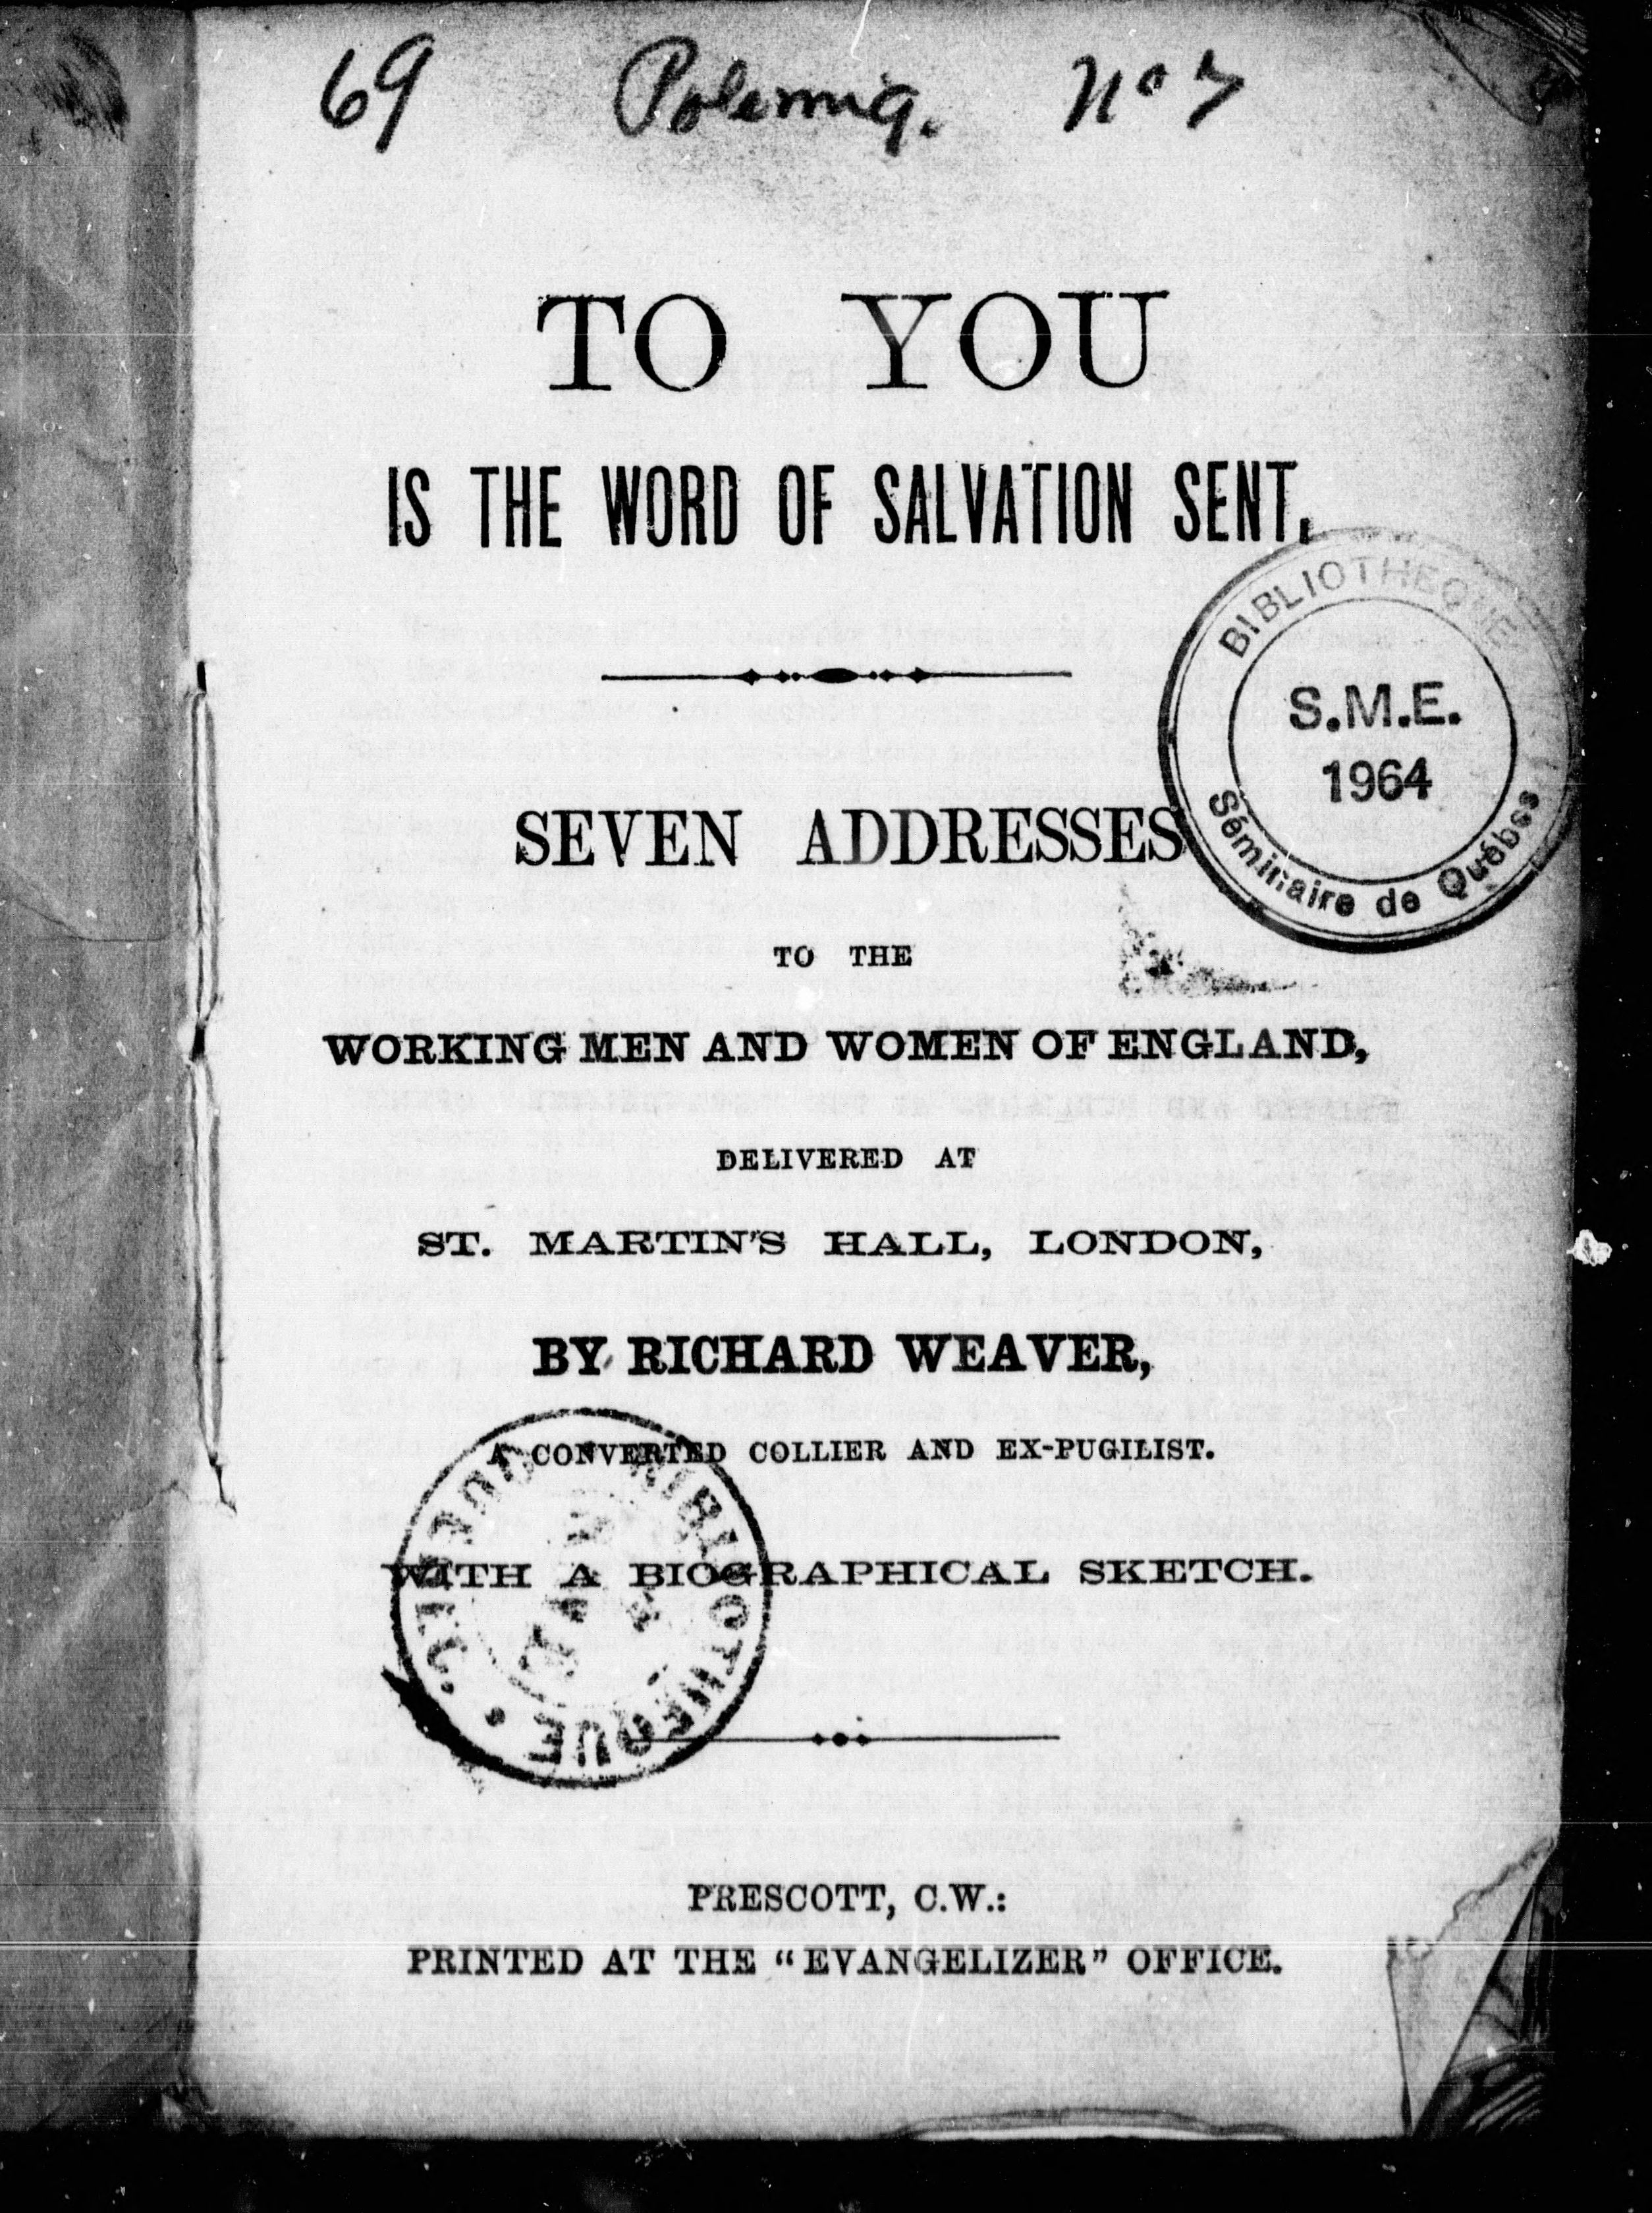 69 Polemiq. No 7
TO YOU
IS THE WORD OF SALVATION SENT.
BIBLIOTHEQUE
S.M.E.
1964
Séminaire de Québec
SEVEN ADDRESSES
TO THE
WORKING MEN AND WOMEN OF ENGLAND,
DELIVERED AT
ST. MARTIN'S HALL, LONDON,
BY RICHARD WEAVER,
A CONVERTED COLLIER AND EX-PUGILIST.
WITH A BIOGRAPHICAL SKETCH.
BIBLIOTHEQUE
PRESCOTT, C.W.:
PRINTED AT THE "EVANGELIZER" OFFICE.